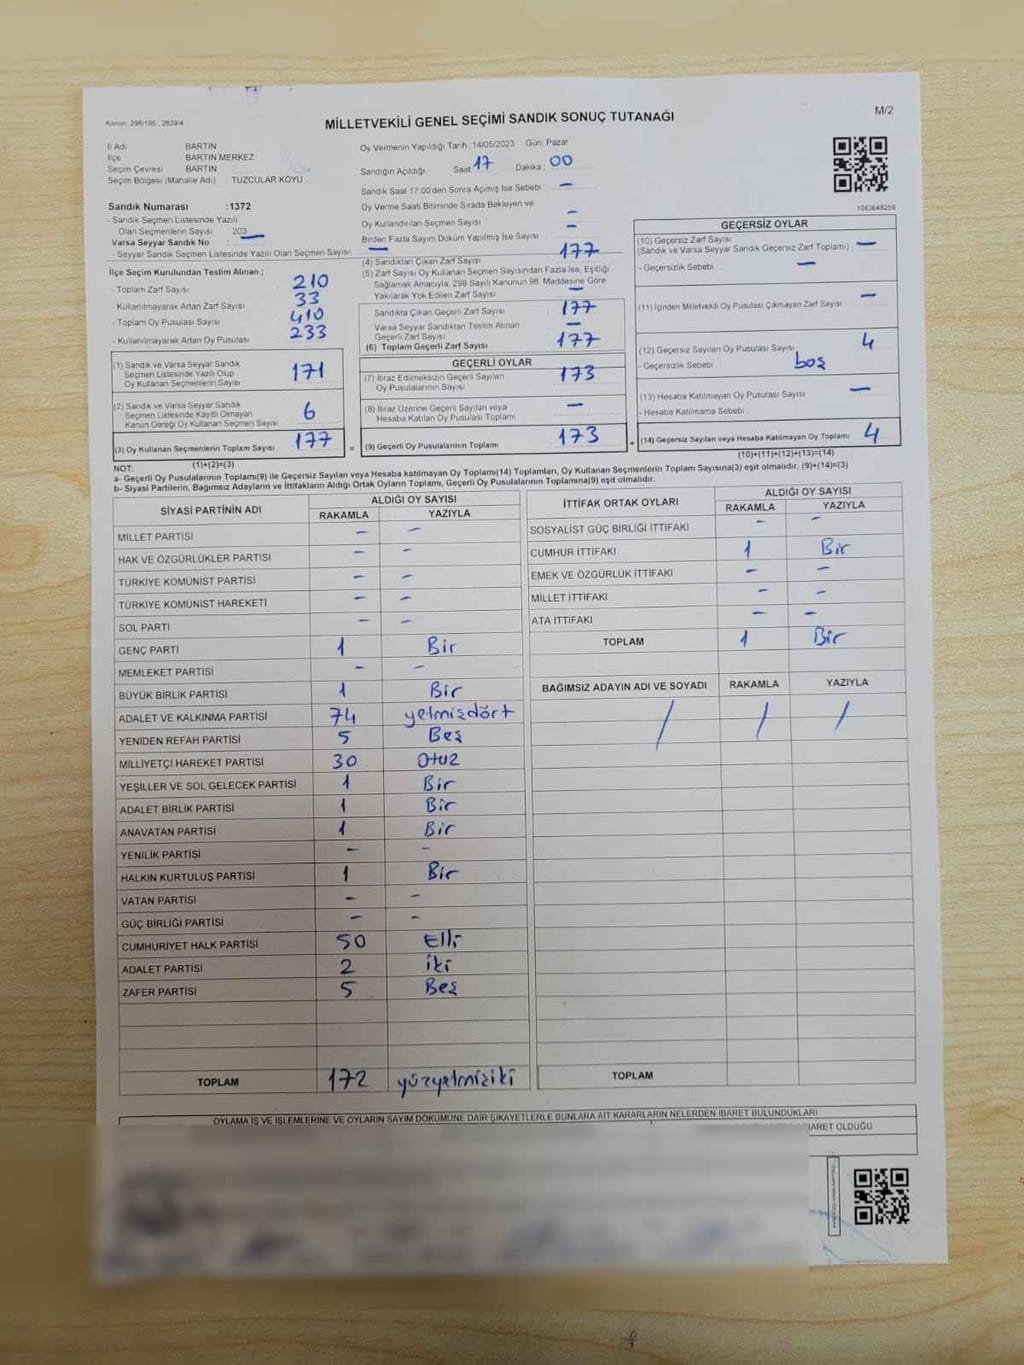 Kanun: 298/105 , 2839/4
MİLLETVEKİLİ GENEL SEÇİMİ SANDIK SONUÇ TUTANAĞI
M/2
İl Adı BARTIN
İlçe BARTIN MERKEZ
Seçim Çevresi BARTIN
Seçim Bölgesi (Mahalle Adı) : TUZCULAR KÖYÜ
Oy Vermenin Yapıldığı Tarih :14/05/2023 Gün: Pazar
Sandığın Açıldığı Saat 17 Dakika : 00
Sandık Saat 17:00'den Sonra Açımış İse Sebebi : -
Oy Verme Saati Bitiminde Sırada Bekleyen ve
Oy Kullandırılan Seçmen Sayısı -
Birden Fazla Sayım Döküm Yapılmış İse Sayısı -
Sandık Numarası :1372
- Sandık Seçmen Listesinde Yazılı
Olan Seçmenlerin Sayısı 203
Varsa Seyyar Sandık No : -
- Seyyar Sandık Seçmen Listesinde Yazılı Olan Seçmen Sayısı: -
İlçe Seçim Kurulundan Teslim Alınan ;
- Toplam Zarf Sayısı 210
- Kullanılmayarak Artan Zarf Sayısı 33
- Toplam Oy Pusulası Sayısı 410
- Kullanılmayarak Artan Oy Pusulası 233
(1) Sandık ve Varsa Seyyar Sandık
Seçmen Listesinde Yazılı Olup
Oy Kullanan Seçmenlerin Sayısı 171
(2) Sandık ve Varsa Seyyar Sandık
Seçmen Listesinde Kaydı Olmayan
Kanun Gereği Oy Kullanan Seçmen Sayısı 6
(3) Oy Kullanan Seçmenlerin Toplam Sayısı 177
(1)+(2)=(3)
(4) Sandıktan Çıkan Zarf Sayısı 177
(5) Zarf Sayısı Oy Kullanan Seçmen Sayısından Fazla İse, Eşitliği
Sağlamak Amacıyla, 298 Sayılı Kanunun 98. Maddesine Göre
Yakılarak Yok Edilen Zarf Sayısı -
Sandıkta Çıkan Geçerli Zarf Sayısı 177
Varsa Seyyar Sandıktan Teslim Alınan
Geçerli Zarf Sayısı -
(6) Toplam Geçerli Zarf Sayısı 177
GEÇERLİ OYLAR
(7) İtiraz Edilmeksizin Geçerli Sayılan
Oy Pusulalarının Sayısı 173
(8) İtiraz Üzerine Geçerli Sayılan veya
Hesaba Katılan Oy Pusulası Toplamı -
= (9) Geçerli Oy Pusulalarının Toplamı 173
1083648259
GEÇERSİZ OYLAR
(10) Geçersiz Zarf Sayısı
(Sandık ve Varsa Seyyar Sandık Geçersiz Zarf Toplamı) : -
- Geçersizlik Sebebi : -
(11) İçinden Milletvekili Oy Pusulası Çıkmayan Zarf Sayısı -
(12) Geçersiz Sayılan Oy Pusulası Sayısı 4
- Geçersizlik Sebebi : boş
(13) Hesaba Katılmayan Oy Pusulası Sayısı -
- Hesaba Katılmama Sebebi :
+ (14) Geçersiz Sayılan veya Hesaba Katılmayan Oy Toplamı 4
(10)+(11)+(12)+(13)=(14)
NOT:
a- Geçerli Oy Pusulalarının Toplamı(9) ile Geçersiz Sayılan veya Hesaba katılmayan Oy Toplamı(14) Toplamları, Oy Kullanan Seçmenlerin Toplam Sayısına(3) eşit olmalıdır. (9)+(14)=(3)
b- Siyasi Partilerin, Bağımsız Adayların ve İttifakların Aldığı Ortak Oyların Toplamı, Geçerli Oy Pusulalarının Toplamına(9) eşit olmalıdır.
SİYASİ PARTİNİN ADI ALDIĞI OY SAYISI
RAKAMLA YAZIYLA
MİLLET PARTİSİ - -
HAK VE ÖZGÜRLÜKLER PARTİSİ - -
TÜRKİYE KOMÜNİST PARTİSİ - -
TÜRKİYE KOMÜNİST HAREKETİ - -
SOL PARTİ - -
GENÇ PARTİ 1 Bir
MEMLEKET PARTİSİ - -
BÜYÜK BİRLİK PARTİSİ 1 Bir
ADALET VE KALKINMA PARTİSİ 74 yetmişdört
YENİDEN REFAH PARTİSİ 5 Beş
MİLLİYETÇİ HAREKET PARTİSİ 30 Otuz
YEŞİLLER VE SOL GELECEK PARTİSİ 1 Bir
ADALET BİRLİK PARTİSİ 1 Bir
ANAVATAN PARTİSİ 1 Bir
YENİLİK PARTİSİ - -
HALKIN KURTULUŞ PARTİSİ 1 Bir
VATAN PARTİSİ - -
GÜÇ BİRLİĞİ PARTİSİ - -
CUMHURİYET HALK PARTİSİ 50 Elli
ADALET PARTİSİ 2 iki
ZAFER PARTİSİ 5 Beş
TOPLAM 172 yüzyetmişiki
İTTİFAK ORTAK OYLARI ALDIĞI OY SAYISI
RAKAMLA YAZIYLA
SOSYALİST GÜÇ BİRLİĞİ İTTİFAKI - -
CUMHUR İTTİFAKI 1 Bir
EMEK VE ÖZGÜRLÜK İTTİFAKI - -
MİLLET İTTİFAKI - -
ATA İTTİFAKI - -
TOPLAM 1 Bir
BAĞIMSIZ ADAYIN ADI VE SOYADI RAKAMLA YAZIYLA
/ / /
TOPLAM
OYLAMA İŞ VE İŞLEMLERİNE VE OYLARIN SAYIM DÖKÜMÜNE DAİR ŞİKAYETLERLE BUNLARA AİT KARARLARIN NELERDEN İBARET BULUNDUKLARI
İBARET OLDUĞU